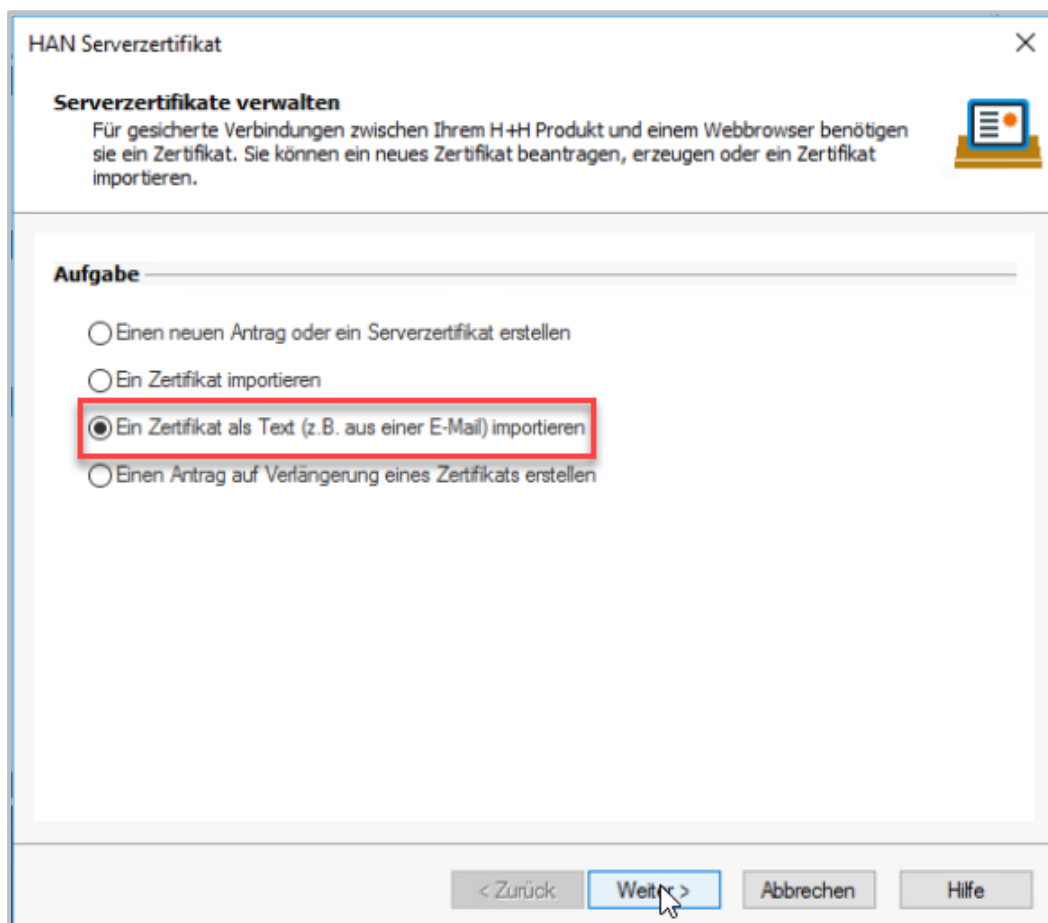 HAN Serverzertifikat
Serverzertifikate verwalten
Für gesicherte Verbindungen zwischen Ihrem H+H Produkt und einem Webbrowser benötigen
sie ein Zertifikat. Sie können ein neues Zertifikat beantragen, erzeugen oder ein Zertifikat
importieren.
Aufgabe
Einen neuen Antrag oder ein Serverzertifikat erstellen
Ein Zertifikat importieren
Ein Zertifikat als Text (z.B. aus einer E-Mail) importieren
Einen Antrag auf Verlängerung eines Zertifikats erstellen
< Zurück
Weiter >
Abbrechen
Hilfe